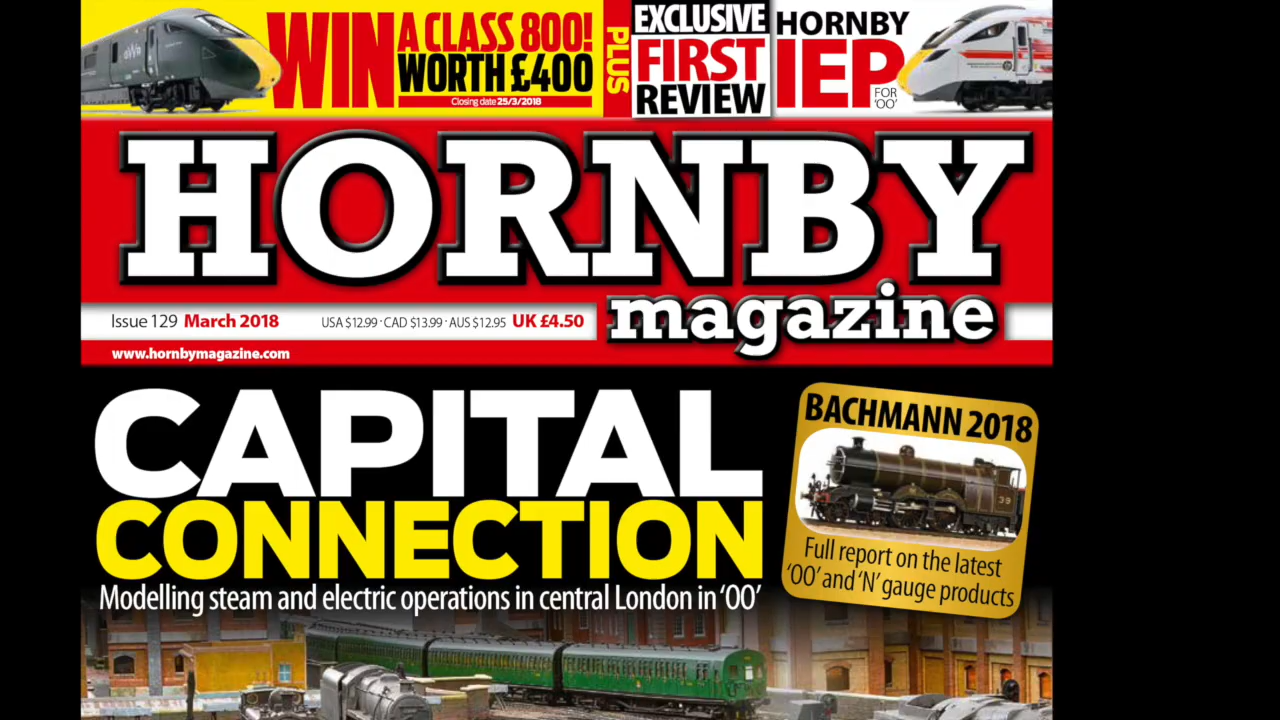 WIN
A CLASS 800!
WORTH £400
Closing date 25/3/2018
PLUS
EXCLUSIVE
FIRST
REVIEW
HORNBY
IEP
FOR
‘OO’
HORNBY
magazine
Issue 129 March 2018 USA $12.99 · CAD $13.99 · AUS $12.95 UK £4.50
www.hornbymagazine.com
CAPITAL
CONNECTION
Modelling steam and electric operations in central London in ‘OO’
BACHMANN 2018
39
Full report on the latest
‘OO’ and ‘N’ gauge products